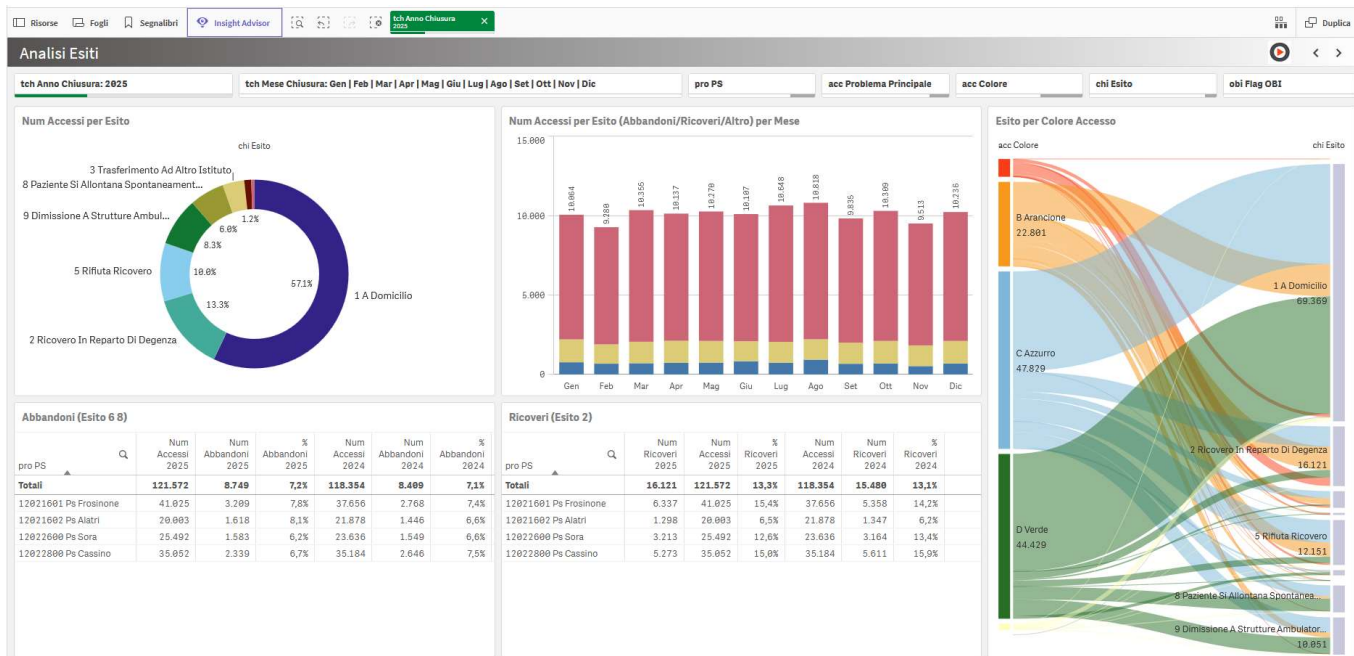 Risorse Fogli Segnalibri Insight Advisor tch Anno Chiusura Duplica
2025
Analisi Esiti
tch Anno Chiusura: 2025 tch Mese Chiusura: Gen | Feb | Mar | Apr | Mag | Giu | Lug | Ago | Set | Ott | Nov | Dic pro PS acc Problema Principale acc Colore chi Esito obi Flag OBI
Num Accessi per Esito
chi Esito
3 Trasferimento Ad Altro Istituto
8 Paziente Si Allontana Spontaneament...
9 Dimissione A Strutture Ambul...
5 Rifiuta Ricovero
2 Ricovero In Reparto Di Degenza
1 A Domicilio
1.2%
6.0%
8.3%
10.0%
13.3%
57.1%
Num Accessi per Esito (Abbandoni/Ricoveri/Altro) per Mese
15.000
10.000
5.000
0
10.064 9.280 10.355 10.137 10.270 10.107 10.648 10.818 9.835 10.309 9.513 10.236
Gen Feb Mar Apr Mag Giu Lug Ago Set Ott Nov Dic
Esito per Colore Accesso
acc Colore chi Esito
B Arancione
22.801
C Azzurro
47.829
D Verde
44.429
1 A Domicilio
69.369
2 Ricovero In Reparto Di Degenza
16.121
5 Rifiuta Ricovero
12.151
8 Paziente Si Allontana Spontanea...
9 Dimissione A Strutture Ambulator...
10.051
Abbandoni (Esito 6 8)
pro PS Num Accessi 2025 Num Abbandoni 2025 % Abbandoni 2025 Num Accessi 2024 Num Abbandoni 2024 % Abbandoni 2024
Totali 121.572 8.749 7,2% 118.354 8.409 7,1%
12021601 Ps Frosinone 41.025 3.209 7,8% 37.656 2.768 7,4%
12021602 Ps Alatri 20.003 1.618 8,1% 21.878 1.446 6,6%
12022600 Ps Sora 25.492 1.583 6,2% 23.636 1.549 6,6%
12022800 Ps Cassino 35.052 2.339 6,7% 35.184 2.646 7,5%
Ricoveri (Esito 2)
pro PS Num Ricoveri 2025 Num Accessi 2025 % Ricoveri 2025 Num Accessi 2024 Num Ricoveri 2024 % Ricoveri 2024
Totali 16.121 121.572 13,3% 118.354 15.480 13,1%
12021601 Ps Frosinone 6.337 41.025 15,4% 37.656 5.358 14,2%
12021602 Ps Alatri 1.298 20.003 6,5% 21.878 1.347 6,2%
12022600 Ps Sora 3.213 25.492 12,6% 23.636 3.164 13,4%
12022800 Ps Cassino 5.273 35.052 15,0% 35.184 5.611 15,9%